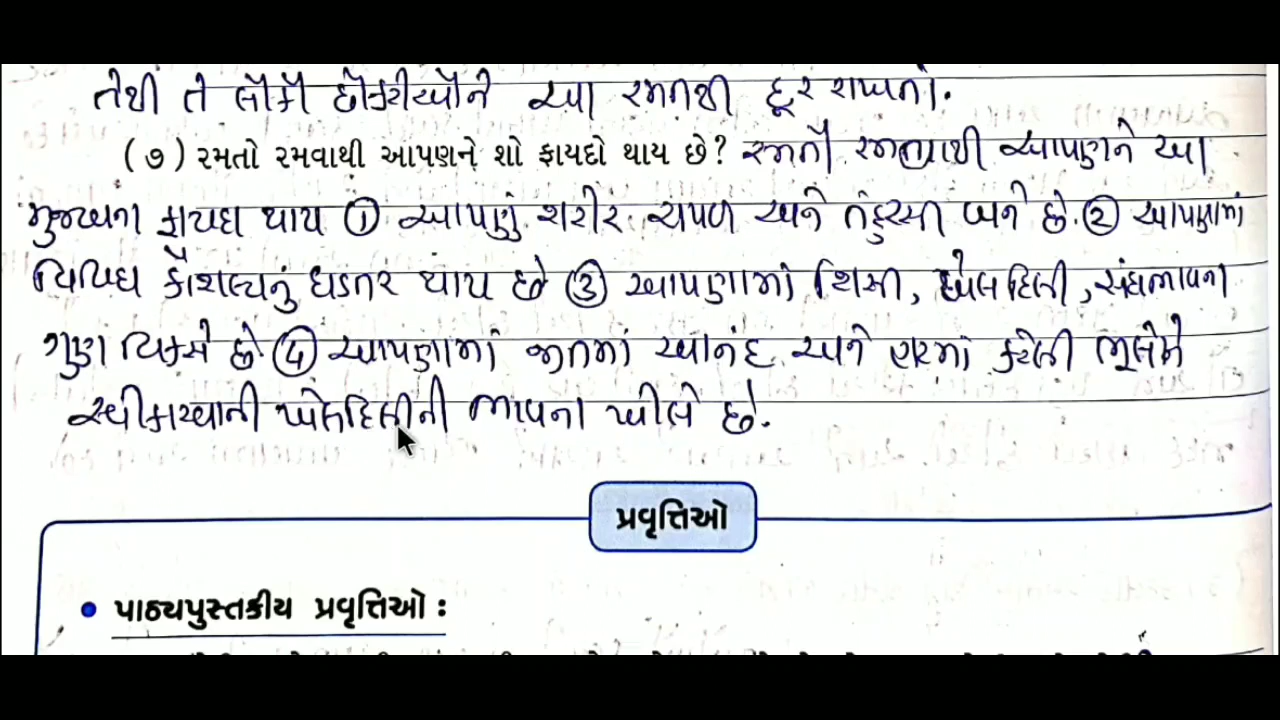 તેથી તે લોકો છોકરીઓને આ રમતથી દૂર રાખતાં.
(૭) રમતો રમવાથી આપણને શો ફાયદો થાય છે? રમતો રમવાથી આપણને આ
મુજબના ફાયદા થાય ① આપણું શરીર ચપળ અને તંદુરસ્તી બને છે. ② આપણામાં
વિવિધ કૌશલ્યનું ઘડતર થાય છે ③ આપણામાં શિસ્તી, ખેલદિલી, સંઘભાવના
ગુણ વિકસે છે ④ આપણામાં જીતમાં આનંદ અને હારમાં કરેલી ભૂલોને
સ્વીકારવાની ખેલદિલીની ભાવના ખીલે છે.
પ્રવૃત્તિઓ
• પાઠ્યપુસ્તકીય પ્રવૃત્તિઓ :